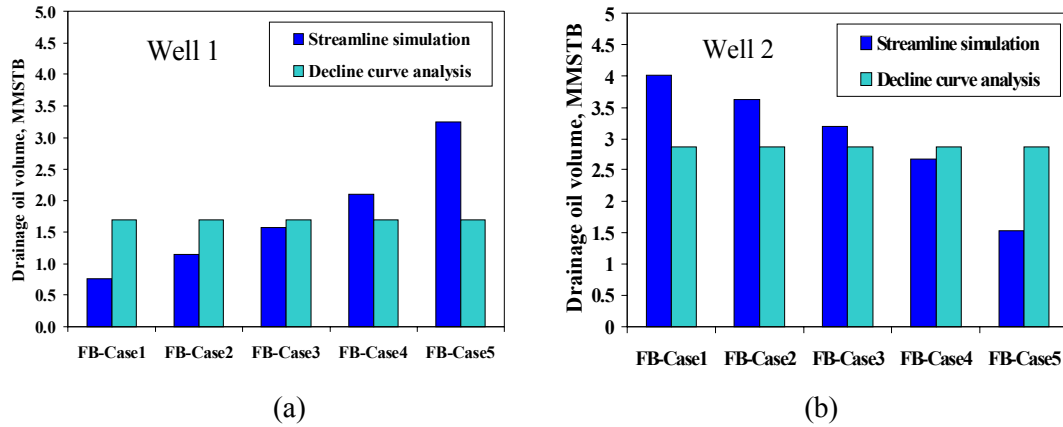 Well 1
Streamline simulation
Decline curve analysis
Drainage oil volume, MMSTB
5.0
4.5
4.0
3.5
3.0
2.5
2.0
1.5
1.0
0.5
0.0
FB-Case1 FB-Case2 FB-Case3 FB-Case4 FB-Case5
(a)
Well 2
Streamline simulation
Decline curve analysis
Drainage oil volume, MMSTB
5
4.5
4
3.5
3
2.5
2
1.5
1
0.5
0
FB-Case1 FB-Case2 FB-Case3 FB-Case4 FB-Case5
(b)